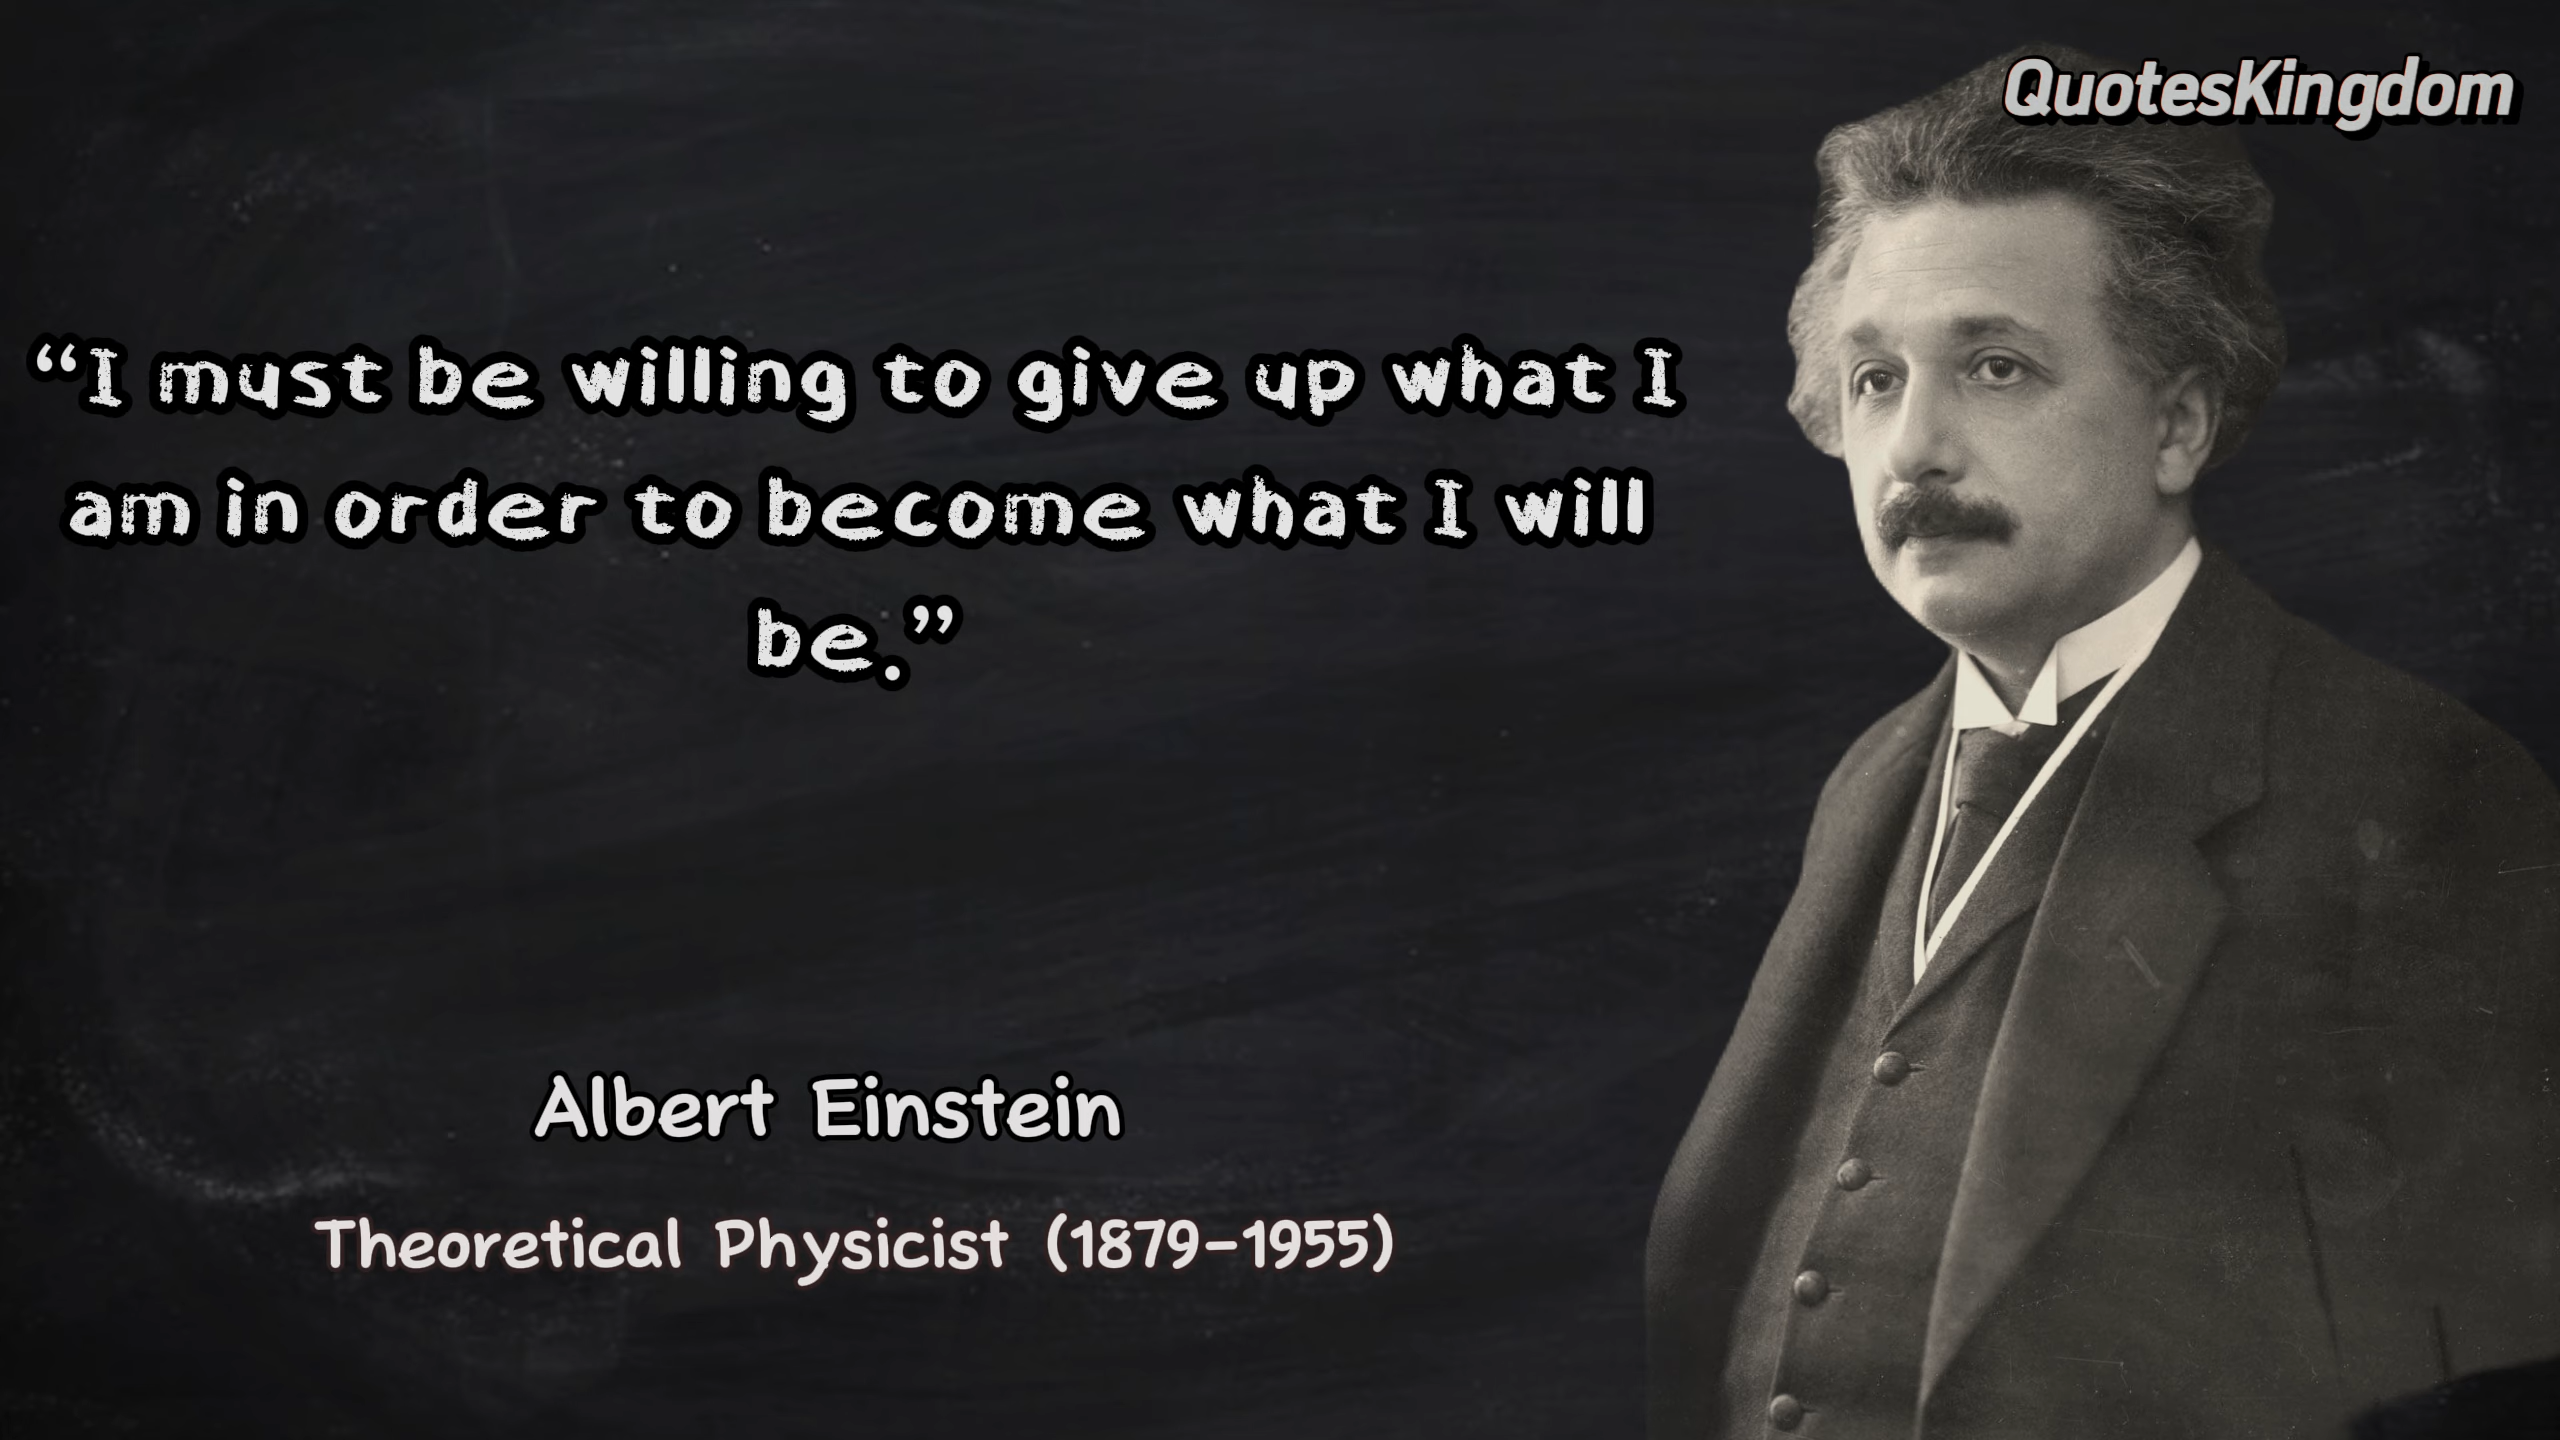 QuotesKingdom
“I must be willing to give up what I
am in order to become what I will
be.”
Albert Einstein
Theoretical Physicist (1879-1955)